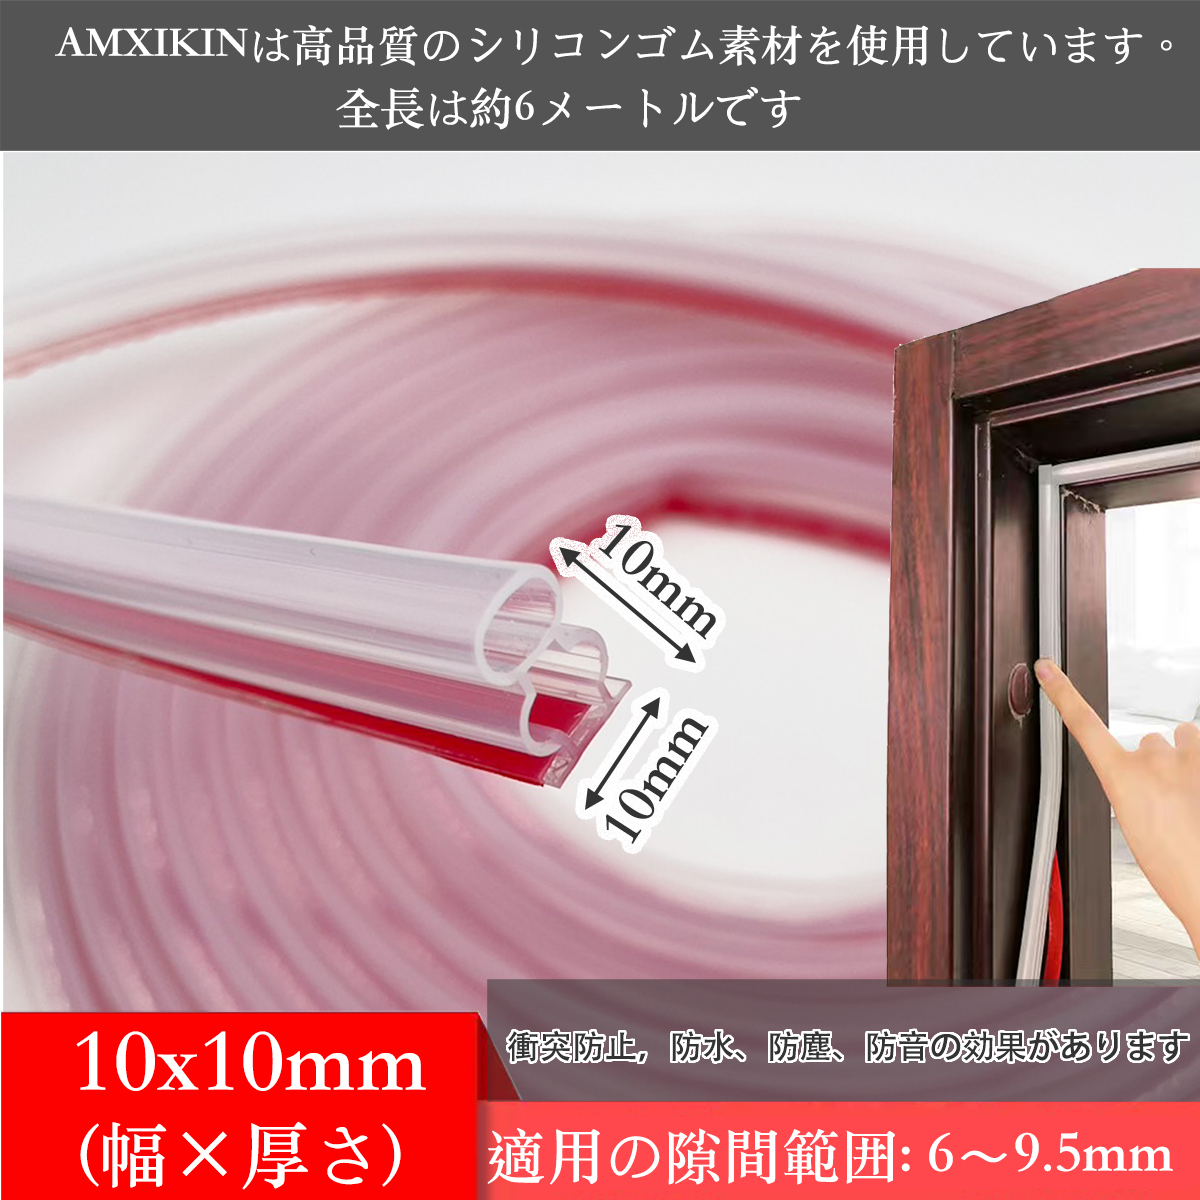 AMXIKINは高品質のシリコンゴム素材を使用しています。
全長は約6メートルです
10mm
10mm
衝突防止，防水、防塵、防音の効果があります
10x10mm
(幅×厚さ)
適用の隙間範囲: 6～9.5mm